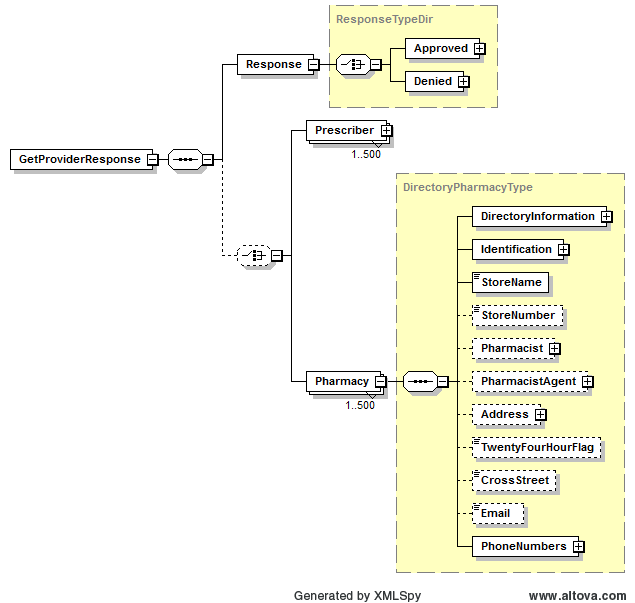 ResponseTypeDir
Approved
Response
Denied
Prescriber
1..500
GetProviderResponse
DirectoryPharmacyType
DirectoryInformation
Identification
StoreName
StoreNumber
Pharmacist
Pharmacy
1..500
PharmacistAgent
Address
TwentyFourHourFlag
CrossStreet
Email
PhoneNumbers
Generated by XMLSpy
www.altova.com